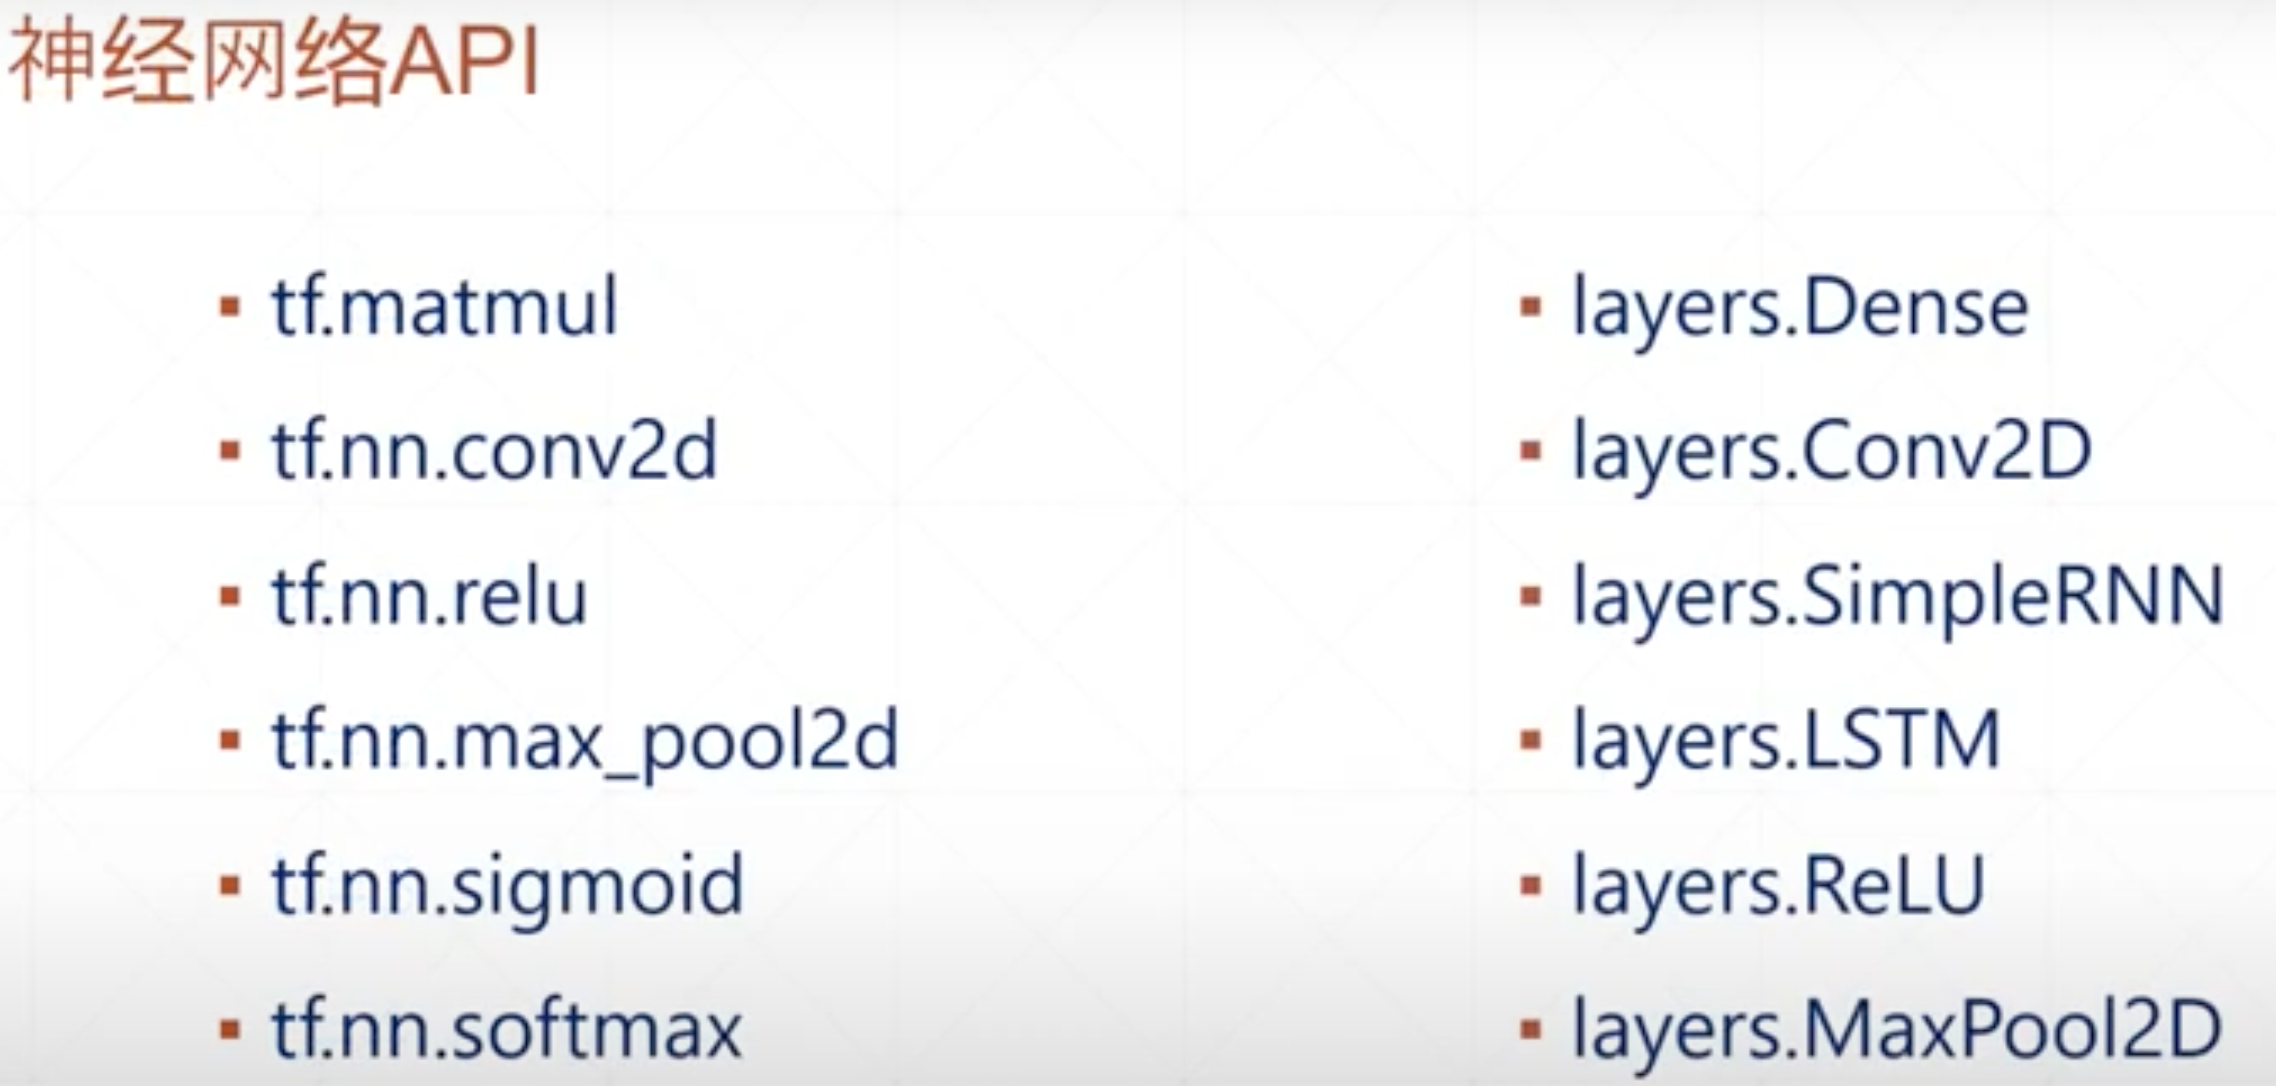 神经网络API
▪ tf.matmul
▪ tf.nn.conv2d
▪ tf.nn.relu
▪ tf.nn.max_pool2d
▪ tf.nn.sigmoid
▪ tf.nn.softmax
▪ layers.Dense
▪ layers.Conv2D
▪ layers.SimpleRNN
▪ layers.LSTM
▪ layers.ReLU
▪ layers.MaxPool2D